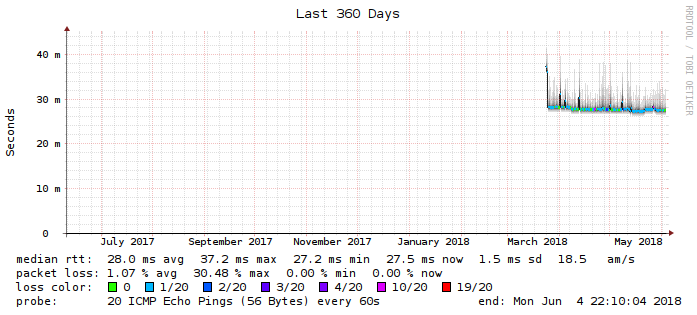 Last 360 Days
RRDTOOL / TOBI OETIKER
Seconds
40 m
30 m
20 m
10 m
0
July 2017 September 2017 November 2017 January 2018 March 2018 May 2018
median rtt: 28.0 ms avg 37.2 ms max 27.2 ms min 27.5 ms now 1.5 ms sd 18.5 am/s
packet loss: 1.07 % avg 30.48 % max 0.00 % min 0.00 % now
loss color: 0 1/20 2/20 3/20 4/20 10/20 19/20
probe: 20 ICMP Echo Pings (56 Bytes) every 60s end: Mon Jun 4 22:10:04 2018